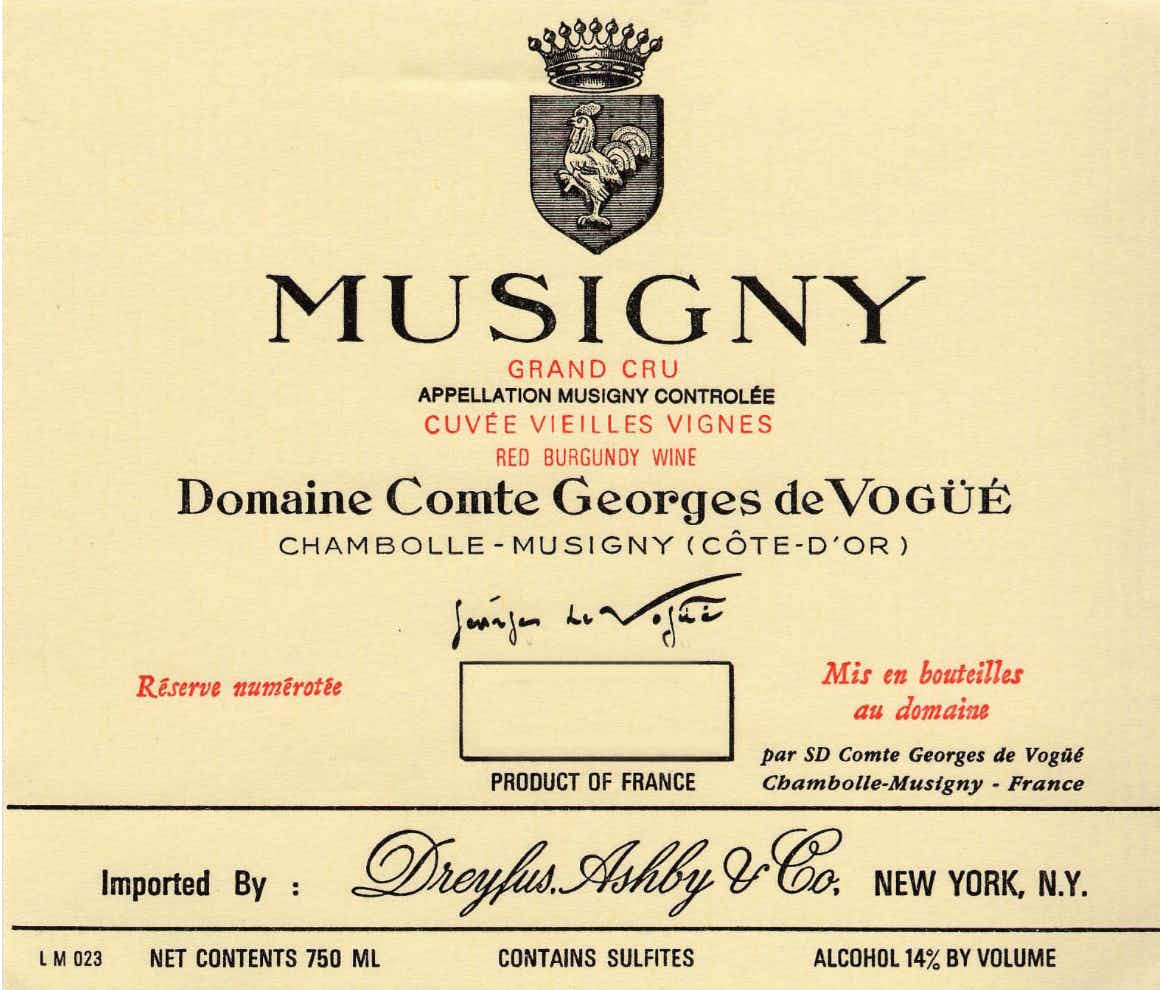 MUSIGNY
GRAND CRU
APPELLATION MUSIGNY CONTROLÉE
CUVÉE VIEILLES VIGNES
RED BURGUNDY WINE
Domaine Comte Georges de VOGÜÉ
CHAMBOLLE-MUSIGNY (CÔTE-D'OR)
Georges de Vogüé
Réserve numérotée
Mis en bouteilles
au domaine
par SD Comte Georges de Vogüé
Chambolle-Musigny - France
PRODUCT OF FRANCE
Imported By : Dreyfus, Ashby & Co. NEW YORK, N.Y.
L M 023 NET CONTENTS 750 ML CONTAINS SULFITES ALCOHOL 14% BY VOLUME